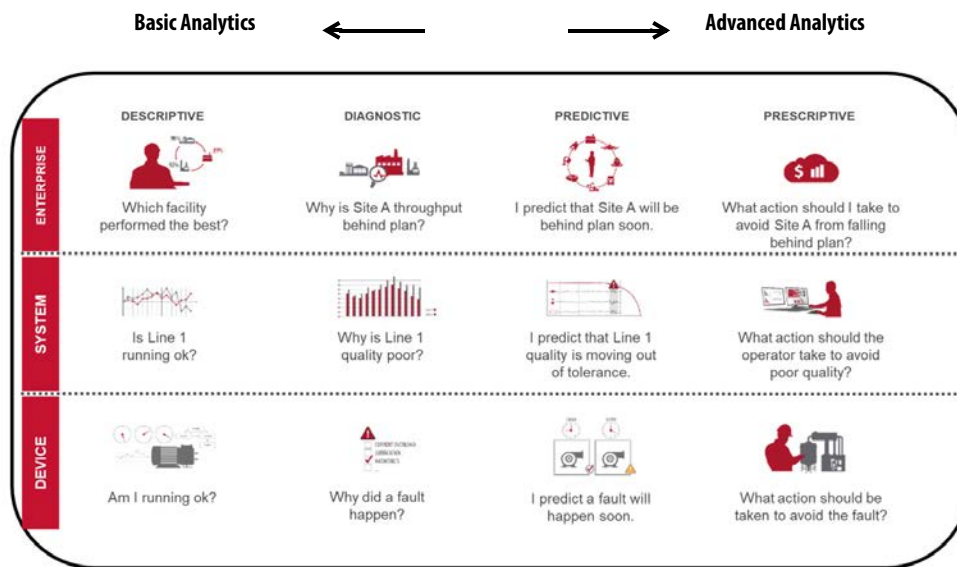 Basic Analytics
Advanced Analytics
DESCRIPTIVE
DIAGNOSTIC
PREDICTIVE
PRESCRIPTIVE
ENTERPRISE
Which facility
performed the best?
Why is Site A throughput
behind plan?
I predict that Site A will be
behind plan soon.
$
What action should I take to
avoid Site A from falling
behind plan?
SYSTEM
Is Line 1
running ok?
Why is Line 1
quality poor?
I predict that Line 1
quality is moving out
of tolerance.
What action should the
operator take to avoid
poor quality?
DEVICE
Am I running ok?
Why did a fault
happen?
I predict a fault will
happen soon.
What action should be
taken to avoid the fault?